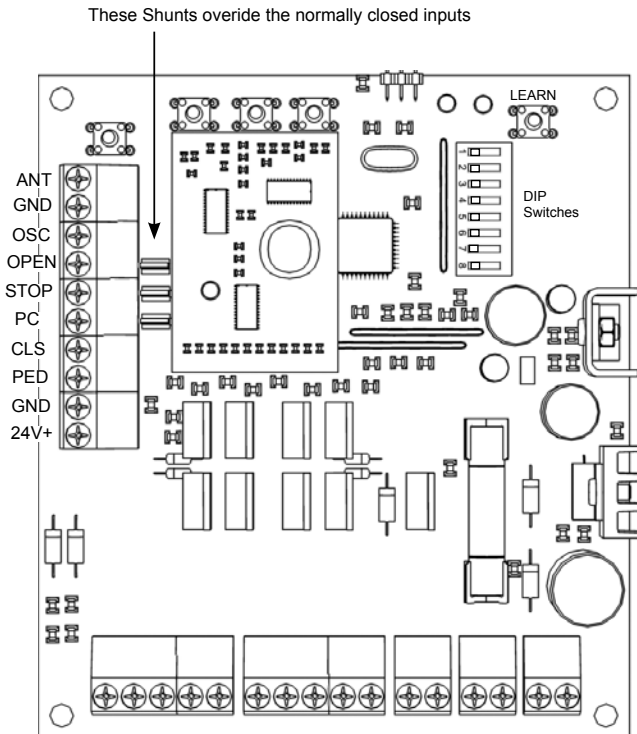 These Shunts overide the normally closed inputs
LEARN
ANT
GND
OSC
OPEN
STOP
PC
CLS
PED
GND
24V+
1
2
3
4
5
6
7
8
DIP
Switches